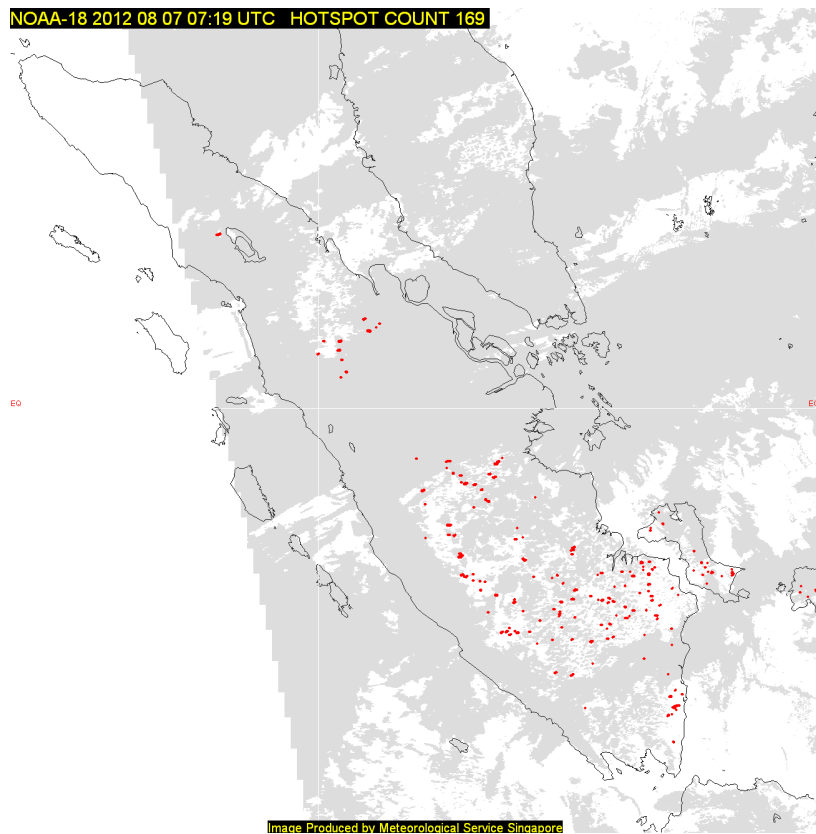 NOAA-18 2012 08 07 07:19 UTC HOTSPOT COUNT 169
EQ
EQ
Image Produced by Meteorological Service Singapore